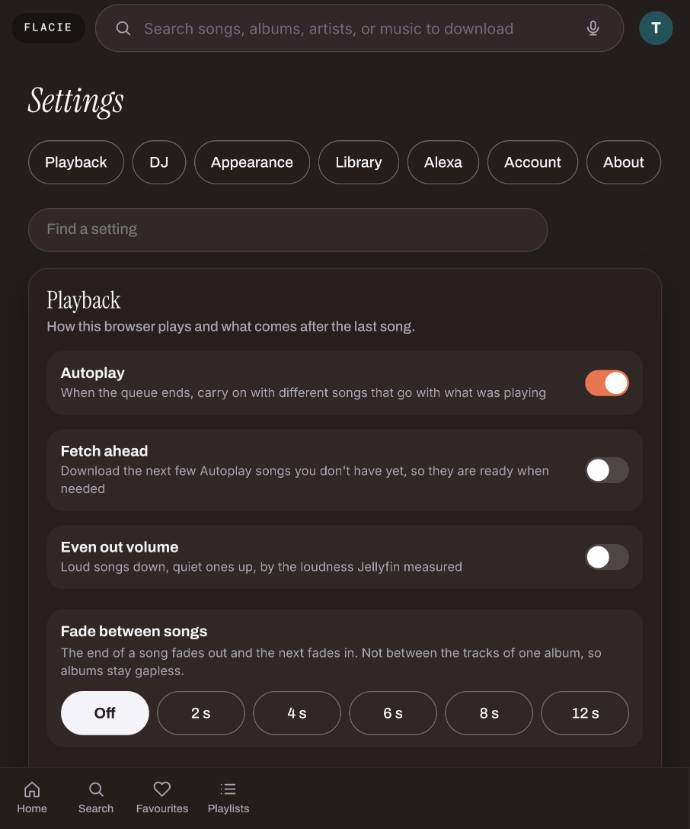 FLACIE
Search songs, albums, artists, or music to download
T
Settings
Playback
DJ
Appearance
Library
Alexa
Account
About
Find a setting
Playback
How this browser plays and what comes after the last song.
Autoplay
When the queue ends, carry on with different songs that go with what was playing
Fetch ahead
Download the next few Autoplay songs you don't have yet, so they are ready when
needed
Even out volume
Loud songs down, quiet ones up, by the loudness Jellyfin measured
Fade between songs
The end of a song fades out and the next fades in. Not between the tracks of one album, so
albums stay gapless.
Off
2 s
4 s
6 s
8 s
12 s
Home
Search
Favourites
Playlists